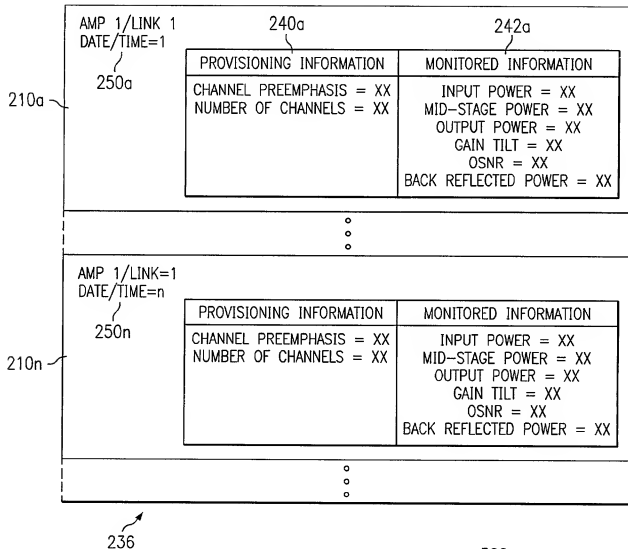 AMP 1/LINK 1
DATE/TIME=1
250a
240a
242a
210a
PROVISIONING INFORMATION
CHANNEL PREEMPHASIS = XX
NUMBER OF CHANNELS = XX
MONITORED INFORMATION
INPUT POWER = XX
MID-STAGE POWER = XX
OUTPUT POWER = XX
GAIN TILT = XX
OSNR = XX
BACK REFLECTED POWER = XX
AMP 1/LINK=1
DATE/TIME=n
250n
210n
PROVISIONING INFORMATION
CHANNEL PREEMPHASIS = XX
NUMBER OF CHANNELS = XX
MONITORED INFORMATION
INPUT POWER = XX
MID-STAGE POWER = XX
OUTPUT POWER = XX
GAIN TILT = XX
OSNR = XX
BACK REFLECTED POWER = XX
236